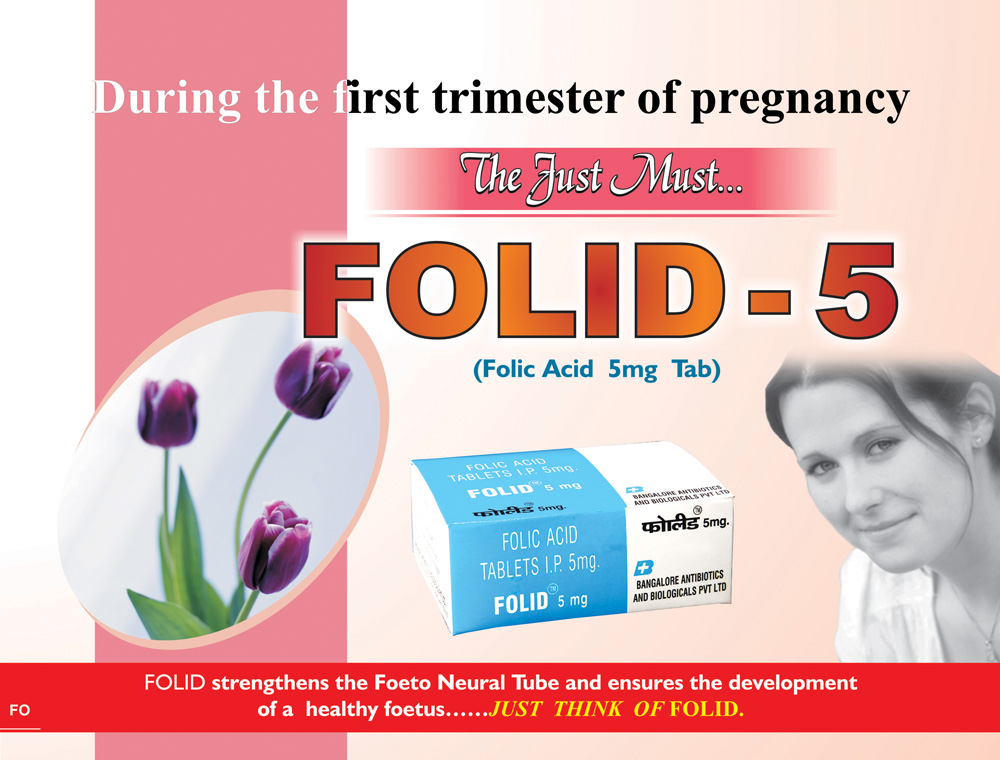 During the first trimester of pregnancy
The Just Must...
FOLID - 5
(Folic Acid 5mg Tab)
FOLIC ACID
TABLETS I.P. 5mg.
FOLID™ 5 mg
फोलीड 5mg.
BANGALORE ANTIBIOTICS
AND BIOLOGICALS PVT LTD
फोलीड™ 5mg.
FOLIC ACID
TABLETS I.P. 5mg.
FOLID™ 5 mg
BANGALORE ANTIBIOTICS
AND BIOLOGICALS PVT LTD
FOLID strengthens the Foeto Neural Tube and ensures the development
of a healthy foetus......JUST THINK OF FOLID.
FO